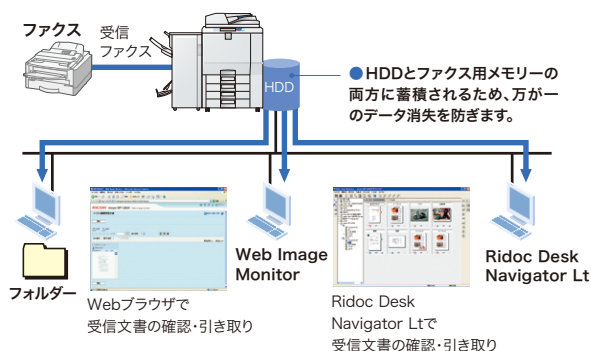 ファクス
受信
ファクス
HDD
●HDDとファクス用メモリーの
両方に蓄積されるため、万が一
のデータ消失を防ぎます。
フォルダー
Webブラウザで
受信文書の確認・引き取り
Web Image
Monitor
Ridoc Desk
Navigator Ltで
受信文書の確認・引き取り
Ridoc Desk
Navigator Lt